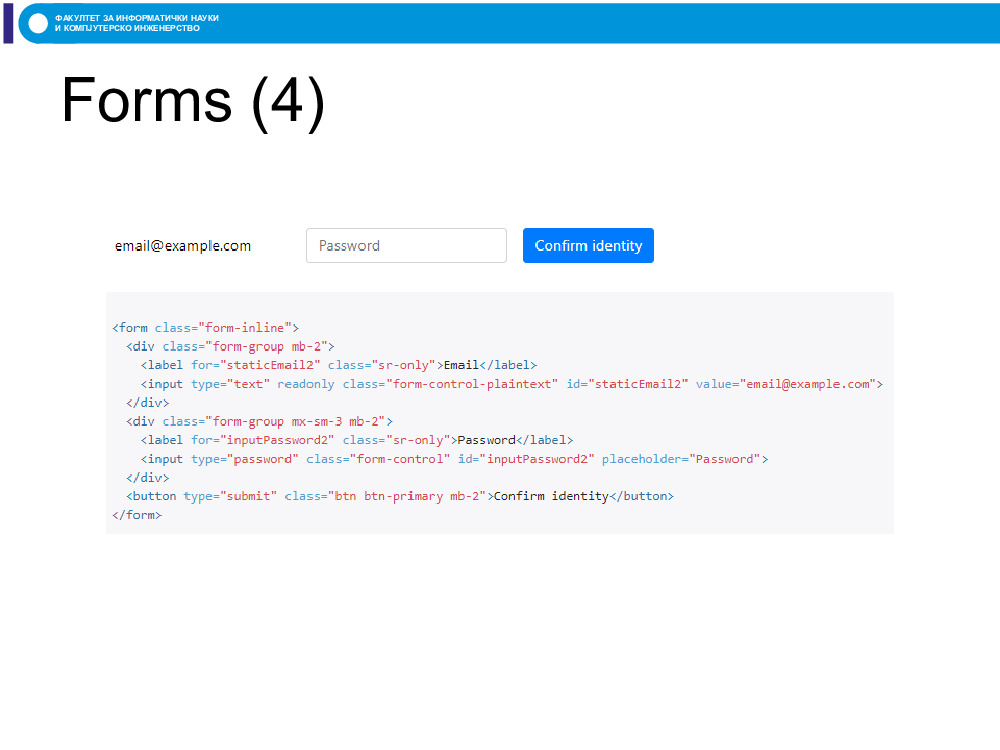 ФАКУЛТЕТ ЗА ИНФОРМАТИЧКИ НАУКИ
И КОМПЈУТЕРСКО ИНЖЕНЕРСТВО
Forms (4)
email@example.com Password Confirm identity
<form class="form-inline">
<div class="form-group mb-2">
<label for="staticEmail2" class="sr-only">Email</label>
<input type="text" readonly class="form-control-plaintext" id="staticEmail2" value="email@example.com">
</div>
<div class="form-group mx-sm-3 mb-2">
<label for="inputPassword2" class="sr-only">Password</label>
<input type="password" class="form-control" id="inputPassword2" placeholder="Password">
</div>
<button type="submit" class="btn btn-primary mb-2">Confirm identity</button>
</form>